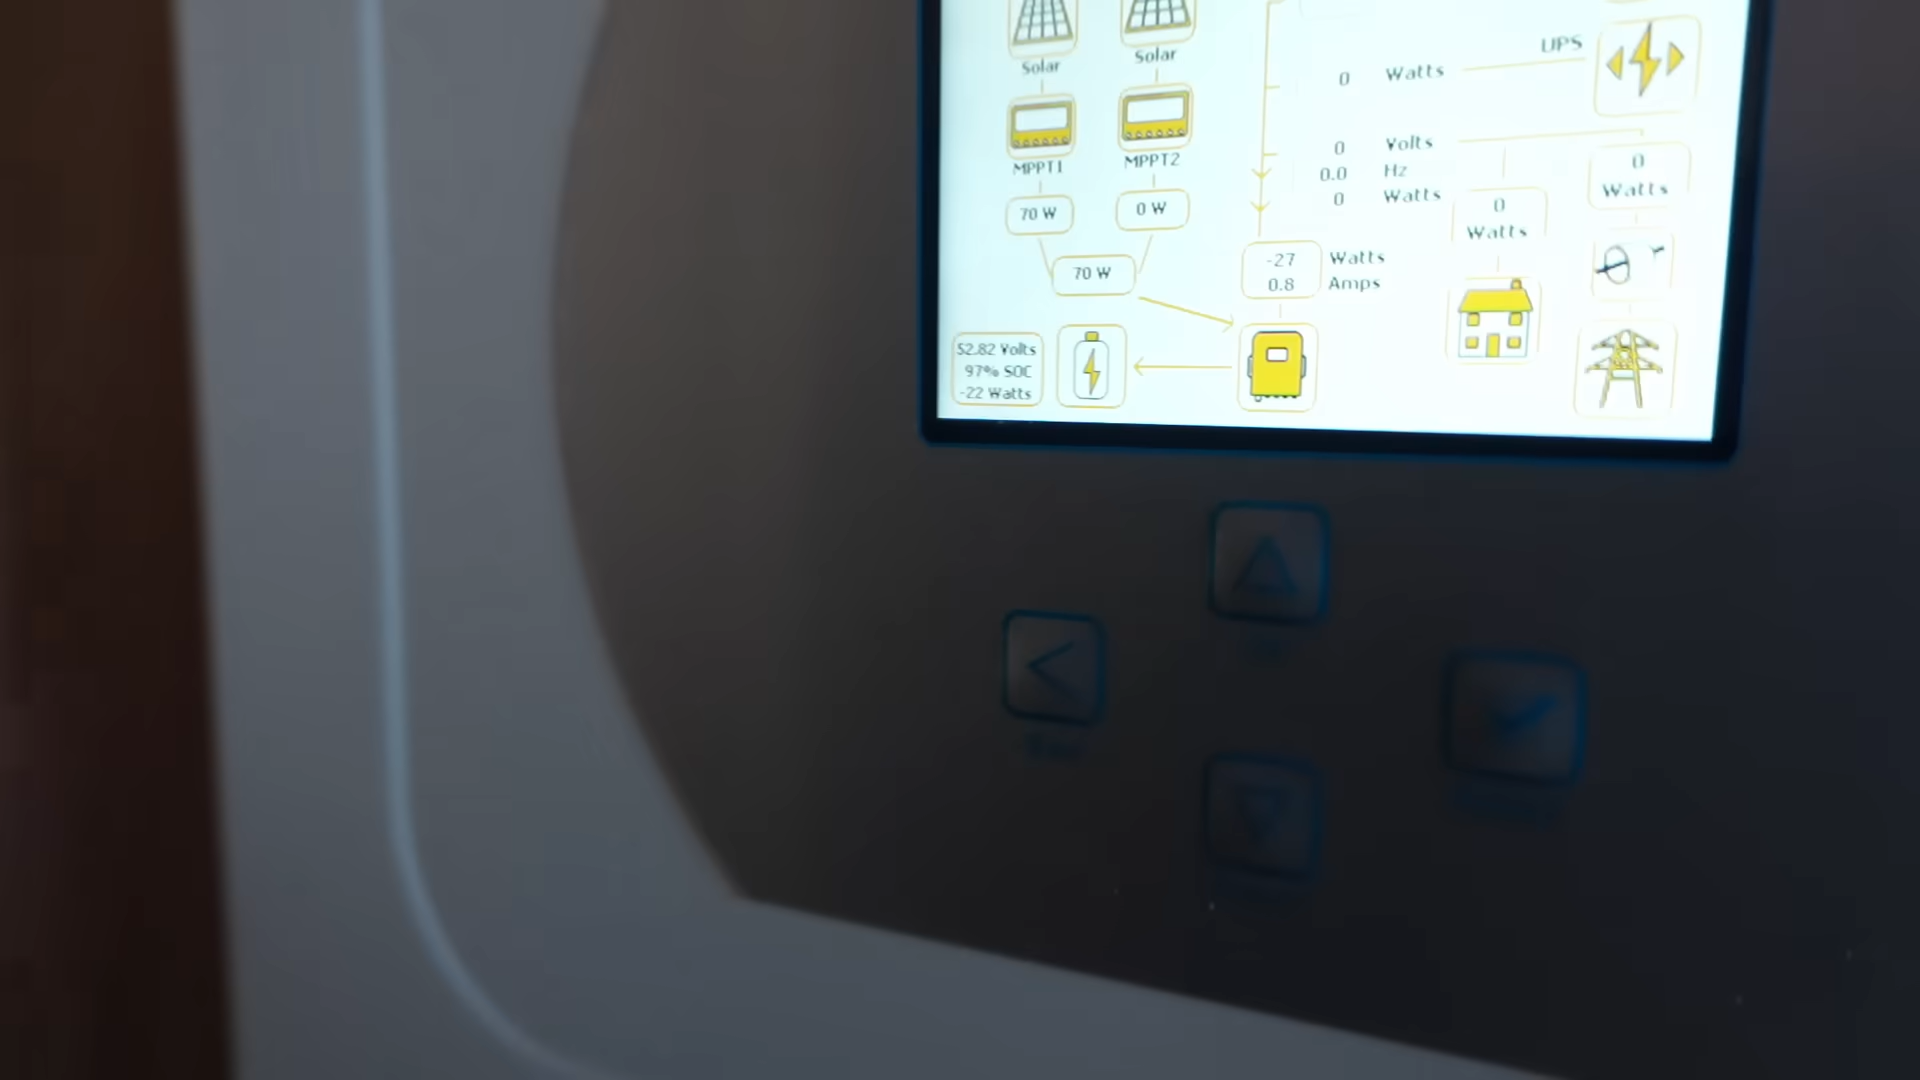 Solar
Solar
MPPT1
MPPT2
70 W
0 W
70 W
52.82 Volts
97% SOC
-22 Watts
UPS
0 Watts
0 Volts
0.0 Hz
0 Watts
-27 Watts
0.8 Amps
0
Watts
0
Watts